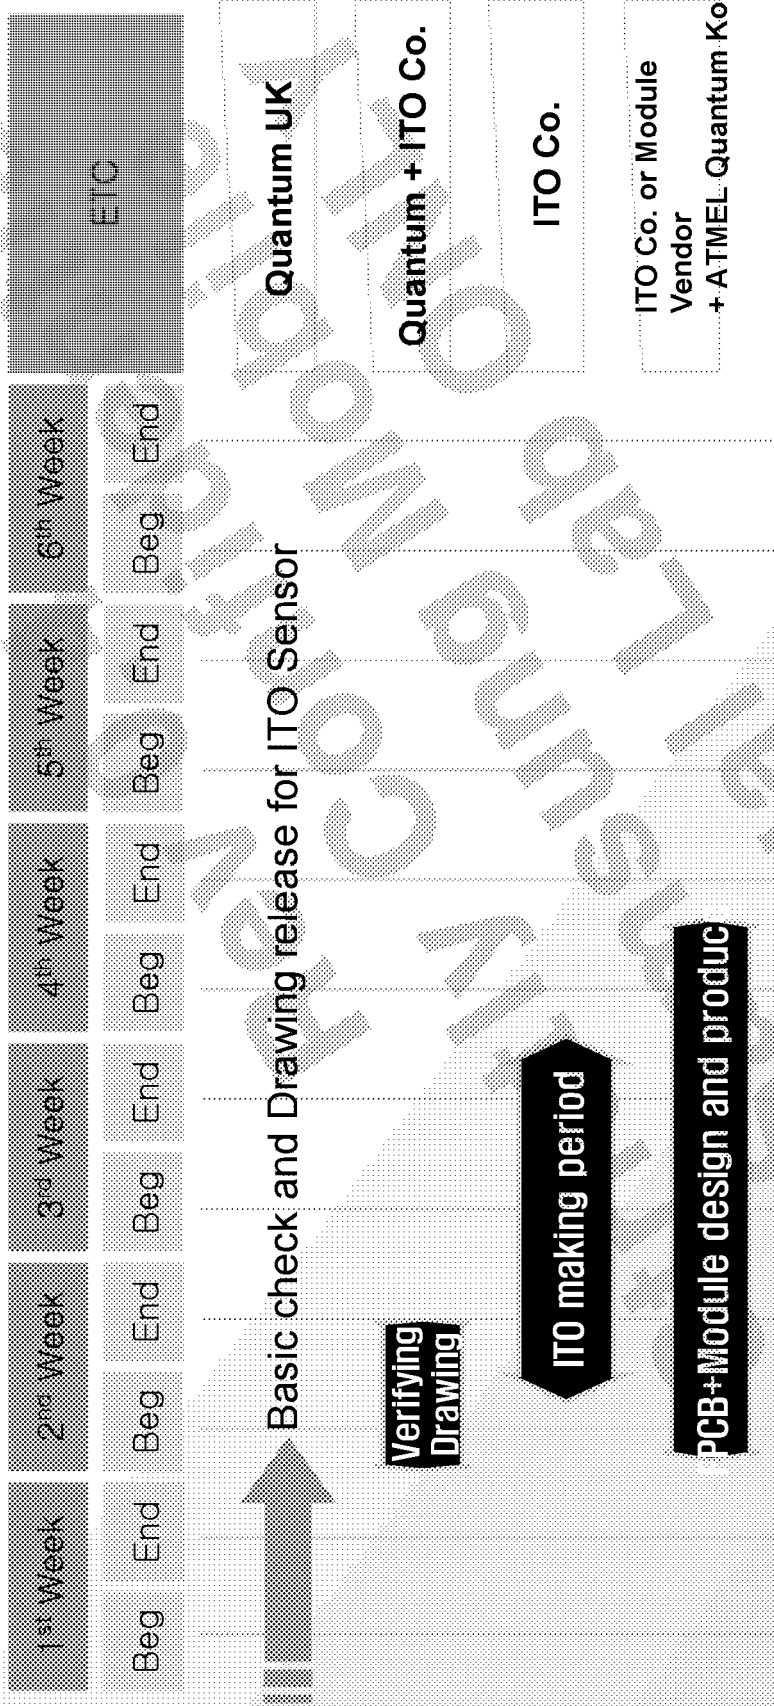 1st Week
2nd Week
3rd Week
4th Week
5th Week
6th Week
ETC
Beg
End
Beg
End
Beg
End
Beg
End
Beg
End
Beg
End
Basic check and Drawing release for ITO Sensor
Quantum UK
Verifying
Drawing
Quantum + ITO Co.
ITO making period
ITO Co.
PCB+Module design and produc
ITO Co. or Module
Vendor
+ ATMEL Quantum Ko